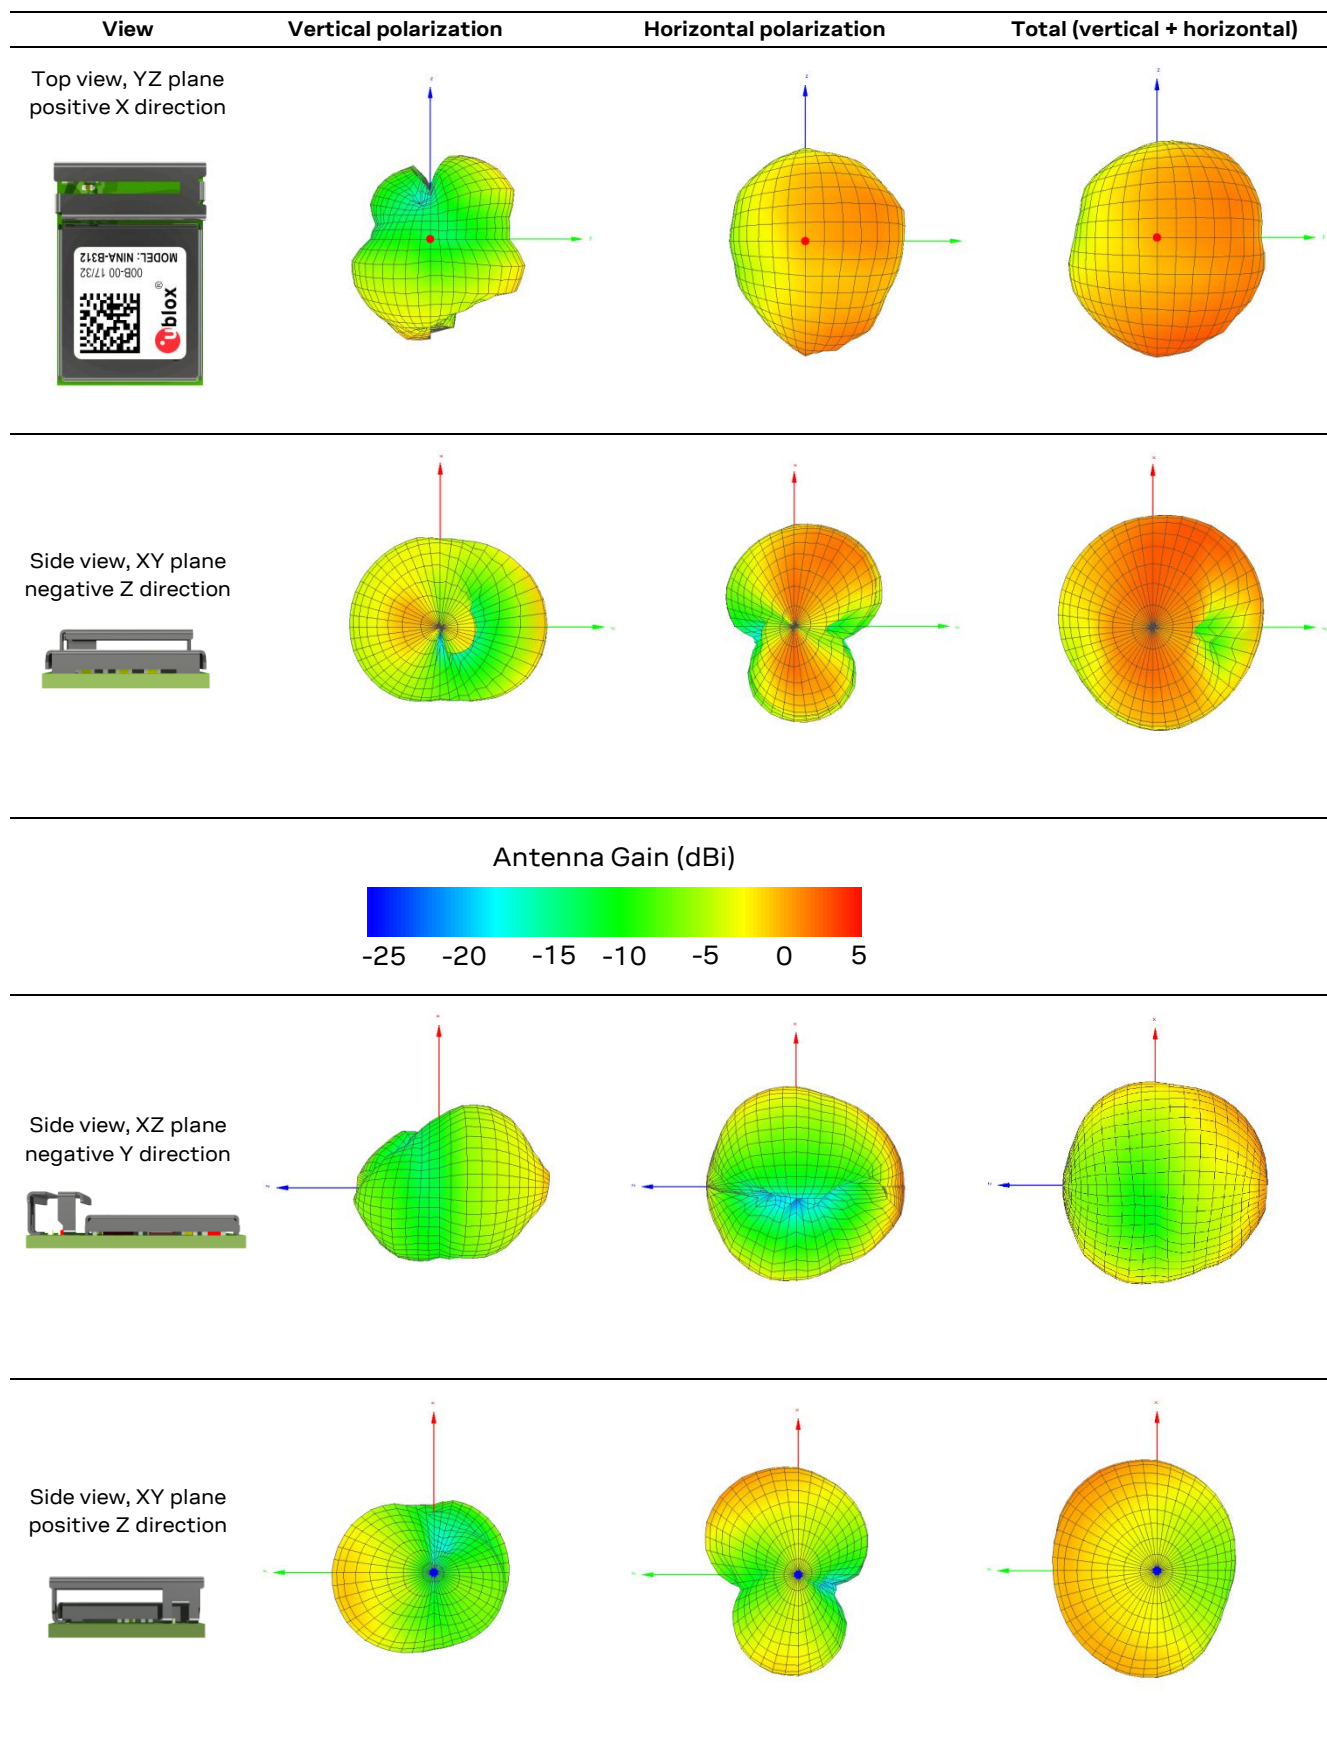 View Vertical polarization Horizontal polarization Total (vertical + horizontal)
Top view, YZ plane
positive X direction
MODEL: NINA-B312
00B-00 17/32
ublox®
Side view, XY plane
negative Z direction
Antenna Gain (dBi)
-25 -20 -15 -10 -5 0 5
Side view, XZ plane
negative Y direction
Side view, XY plane
positive Z direction